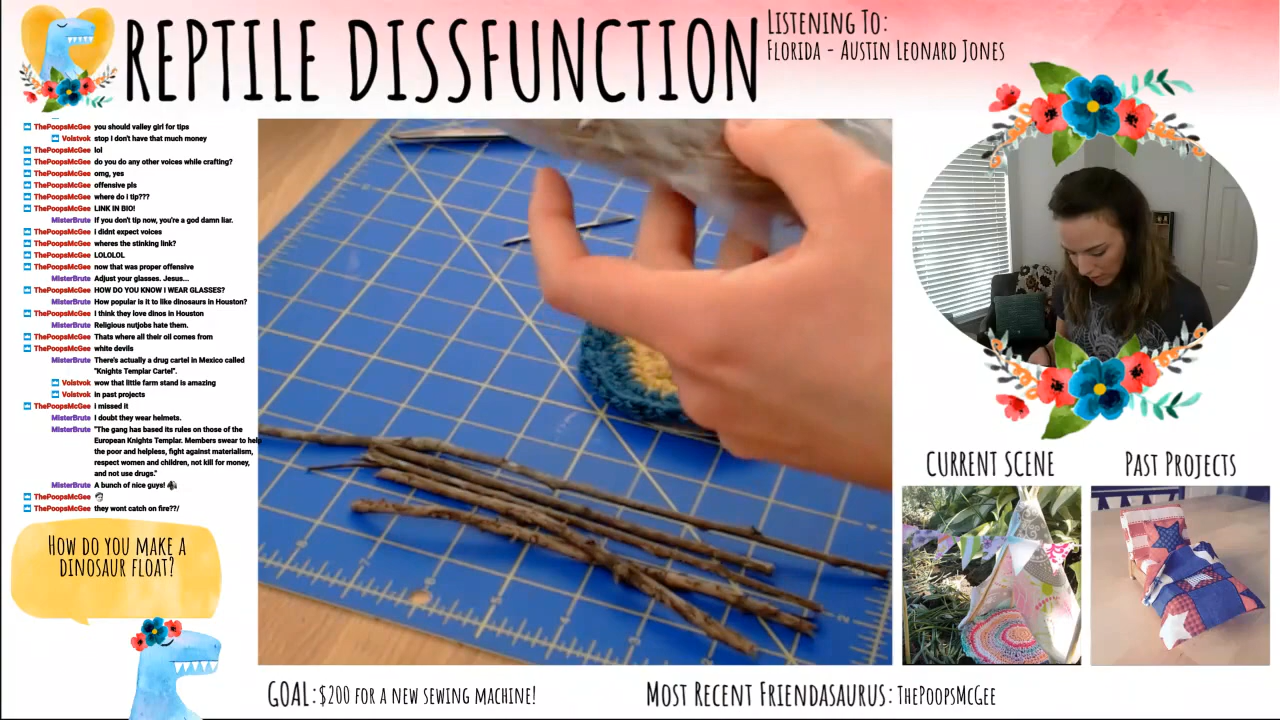 REPTILE DISSFUNCTION
LISTENING TO:
FLORIDA - AUSTIN LEONARD JONES
ThePoopsMcGee you should valley girl for tips
Volstvok stop I don't have that much money
ThePoopsMcGee lol
ThePoopsMcGee do you do any other voices while crafting?
ThePoopsMcGee omg, yes
ThePoopsMcGee offensive pls
ThePoopsMcGee where do I tip???
ThePoopsMcGee LINK IN BIO!
MisterBrute If you don't tip now, you're a god damn liar.
ThePoopsMcGee i didnt expect voices
ThePoopsMcGee wheres the stinking link?
ThePoopsMcGee LOLOLOL
ThePoopsMcGee now that was proper offensive
MisterBrute Adjust your glasses. Jesus...
ThePoopsMcGee HOW DO YOU KNOW I WEAR GLASSES?
MisterBrute How popular is it to like dinosaurs in Houston?
ThePoopsMcGee I think they love dinos in Houston
MisterBrute Religious nutjobs hate them.
ThePoopsMcGee Thats where all their oil comes from
ThePoopsMcGee white devils
MisterBrute There's actually a drug cartel in Mexico called
"Knights Templar Cartel".
Volstvok wow that little farm stand is amazing
Volstvok in past projects
ThePoopsMcGee i missed it
MisterBrute I doubt they wear helmets.
MisterBrute "The gang has based its rules on those of the
European Knights Templar. Members swear to help
the poor and helpless, fight against materialism,
respect women and children, not kill for money,
and not use drugs."
MisterBrute A bunch of nice guys!
ThePoopsMcGee
ThePoopsMcGee they wont catch on fire??/
HOW DO YOU MAKE A
DINOSAUR FLOAT?
CURRENT SCENE
PAST PROJECTS
GOAL: $200 FOR A NEW SEWING MACHINE!
MOST RECENT FRIENDASAURUS: THEPOOPSMCGEE